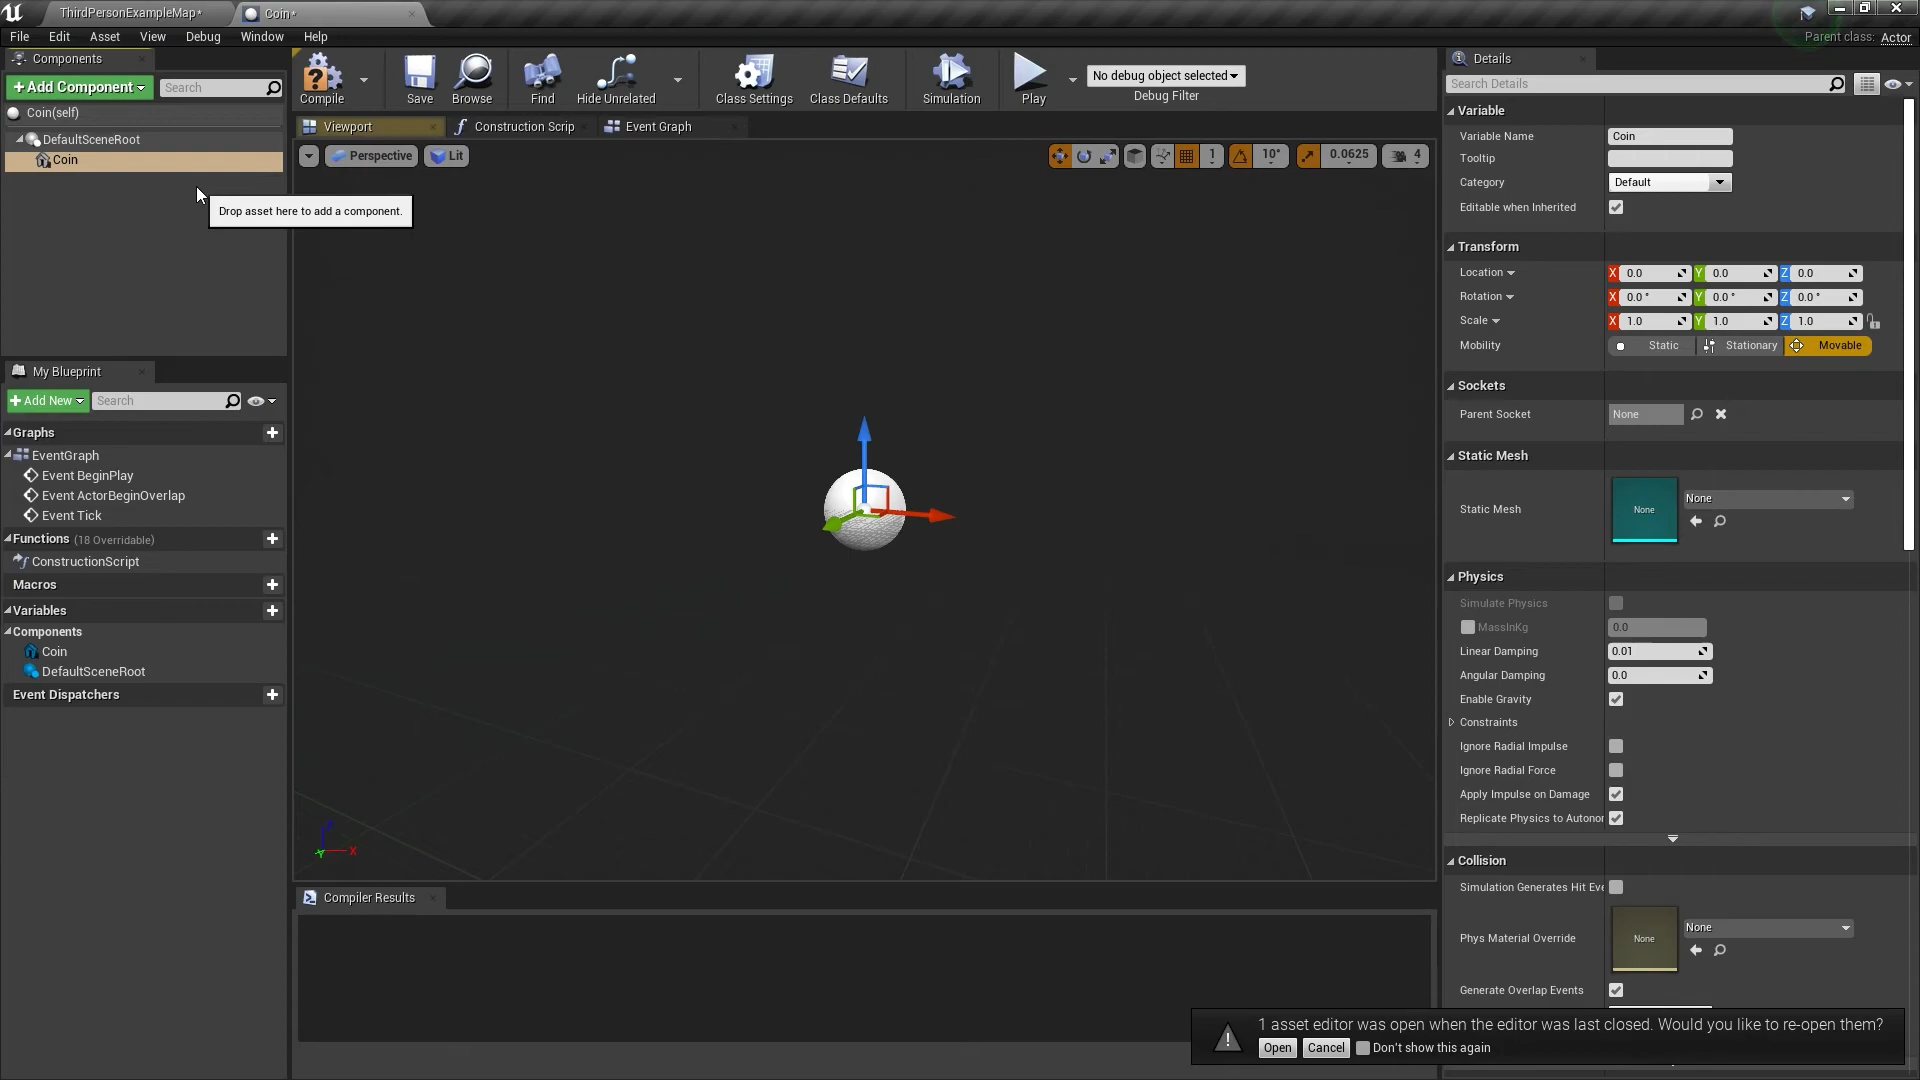 ThirdPersonExampleMap*
Coin*
File Edit Asset View Debug Window Help
Parent class: Actor
Components
+Add Component
Search
Coin(self)
DefaultSceneRoot
Coin
Drop asset here to add a component.
My Blueprint
+Add New
Search
Graphs
EventGraph
Event BeginPlay
Event ActorBeginOverlap
Event Tick
Functions (18 Overridable)
ConstructionScript
Macros
Variables
Components
Coin
DefaultSceneRoot
Event Dispatchers
Compile
Save
Browse
Find
Hide Unrelated
Class Settings
Class Defaults
Simulation
Play
No debug object selected
Debug Filter
Viewport
Construction Scrip
Event Graph
Perspective
Lit
1
10°
0.0625
4
Z
X
Y
Compiler Results
Details
Search Details
Variable
Variable Name Coin
Tooltip
Category Default
Editable when Inherited
Transform
Location X 0.0 Y 0.0 Z 0.0
Rotation X 0.0 ° Y 0.0 ° Z 0.0 °
Scale X 1.0 Y 1.0 Z 1.0
Mobility Static Stationary Movable
Sockets
Parent Socket None
Static Mesh
Static Mesh None None
Physics
Simulate Physics
MassInKg 0.0
Linear Damping 0.01
Angular Damping 0.0
Enable Gravity
Constraints
Ignore Radial Impulse
Ignore Radial Force
Apply Impulse on Damage
Replicate Physics to Autonor
Collision
Simulation Generates Hit Eve
Phys Material Override None None
Generate Overlap Events
1 asset editor was open when the editor was last closed. Would you like to re-open them?
Open Cancel Don't show this again